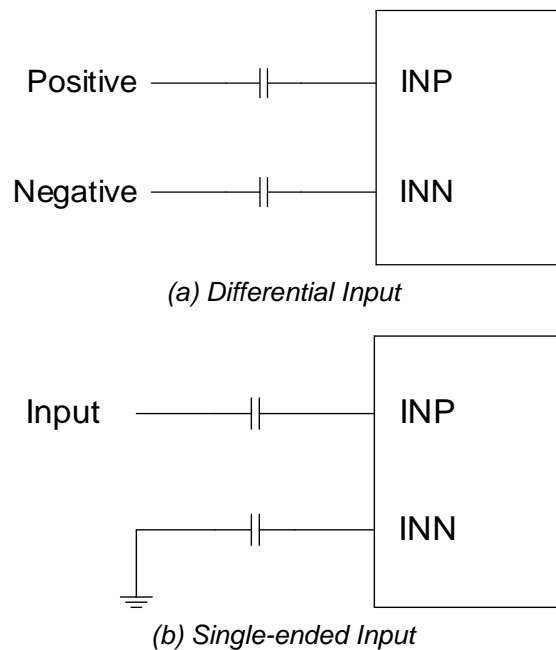 Positive
INP
Negative
INN
(a) Differential Input
Input
INP
INN
(b) Single-ended Input